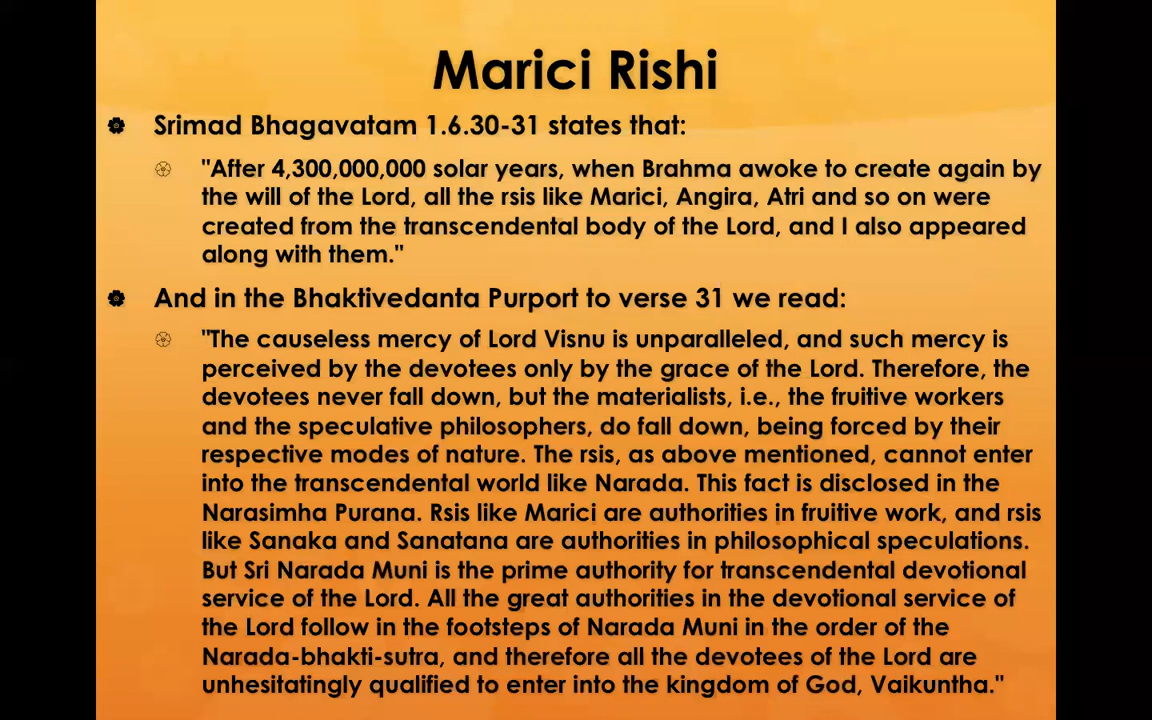 Marici Rishi
Srimad Bhagavatam 1.6.30-31 states that:
"After 4,300,000,000 solar years, when Brahma awoke to create again by
the will of the Lord, all the rsis like Marici, Angira, Atri and so on were
created from the transcendental body of the Lord, and I also appeared
along with them."
And in the Bhaktivedanta Purport to verse 31 we read:
"The causeless mercy of Lord Visnu is unparalleled, and such mercy is
perceived by the devotees only by the grace of the Lord. Therefore, the
devotees never fall down, but the materialists, i.e., the fruitive workers
and the speculative philosophers, do fall down, being forced by their
respective modes of nature. The rsis, as above mentioned, cannot enter
into the transcendental world like Narada. This fact is disclosed in the
Narasimha Purana. Rsis like Marici are authorities in fruitive work, and rsis
like Sanaka and Sanatana are authorities in philosophical speculations.
But Sri Narada Muni is the prime authority for transcendental devotional
service of the Lord. All the great authorities in the devotional service of
the Lord follow in the footsteps of Narada Muni in the order of the
Narada-bhakti-sutra, and therefore all the devotees of the Lord are
unhesitatingly qualified to enter into the kingdom of God, Vaikuntha."